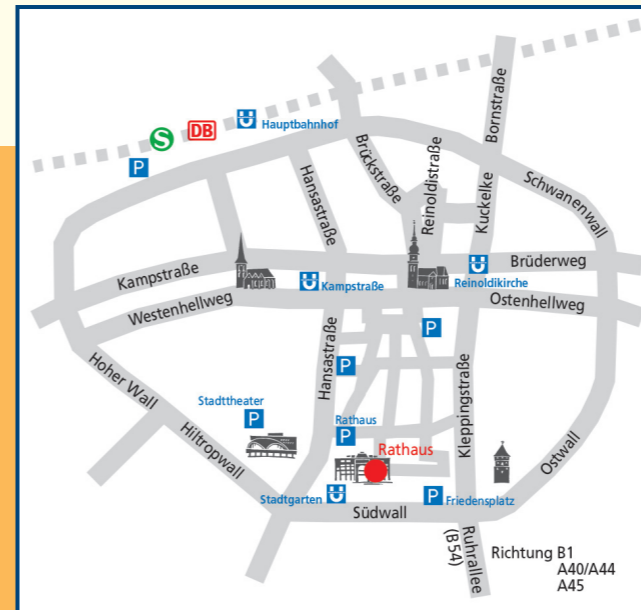 Bornstraße
S
DB
U
Hauptbahnhof
P
Brückstraße
Reinoldistraße
Kuckelke
Schwanenwall
Hansastraße
Kampstraße
Westenhellweg
U
Kampstraße
U
Reinoldikirche
Brüderweg
Ostenhellweg
P
Hansastraße
P
Kleppingstraße
Hoher Wall
Hiltropwall
Stadttheater
P
Rathaus
P
Rathaus
Ostwall
Stadtgarten
U
P
Friedensplatz
Südwall
Ruhrallee
(B54)
Richtung B1
A40/A44
A45